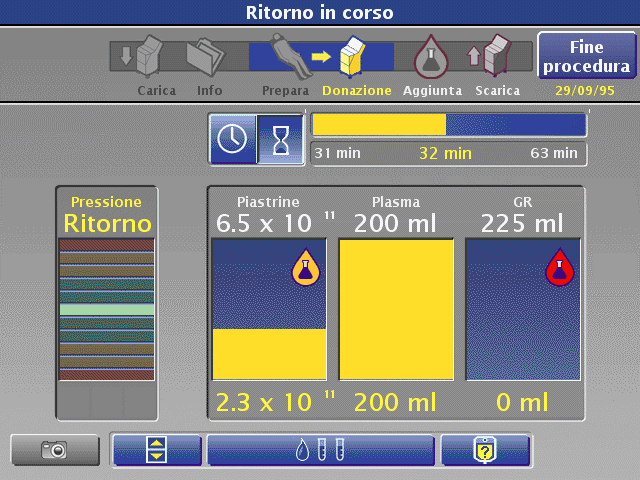 Ritorno in corso
Fine
procedura
Carica Info Prepara Donazione Aggiunta Scarica 29/09/95
31 min 32 min 63 min
Pressione
Ritorno
Piastrine Plasma GR
6.5 x 10 ¹¹ 200 ml 225 ml
2.3 x 10 ¹¹ 200 ml 0 ml
?